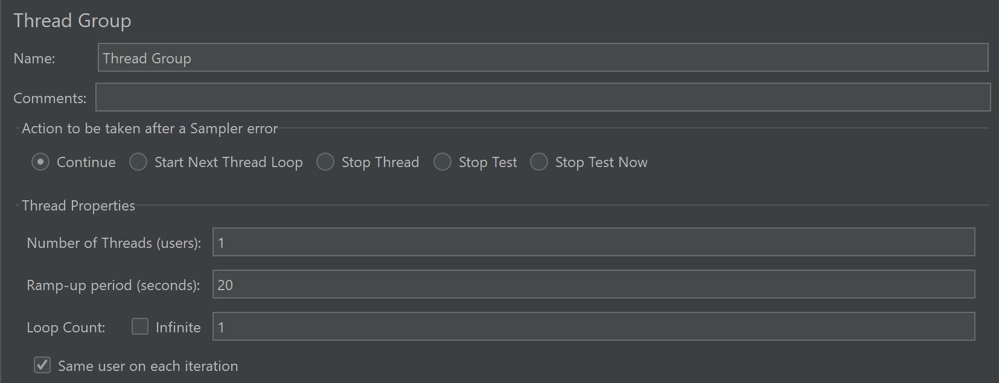 Thread Group
Name: Thread Group
Comments:
Action to be taken after a Sampler error
Continue Start Next Thread Loop Stop Thread Stop Test Stop Test Now
Thread Properties
Number of Threads (users): 1
Ramp-up period (seconds): 20
Loop Count: Infinite 1
Same user on each iteration